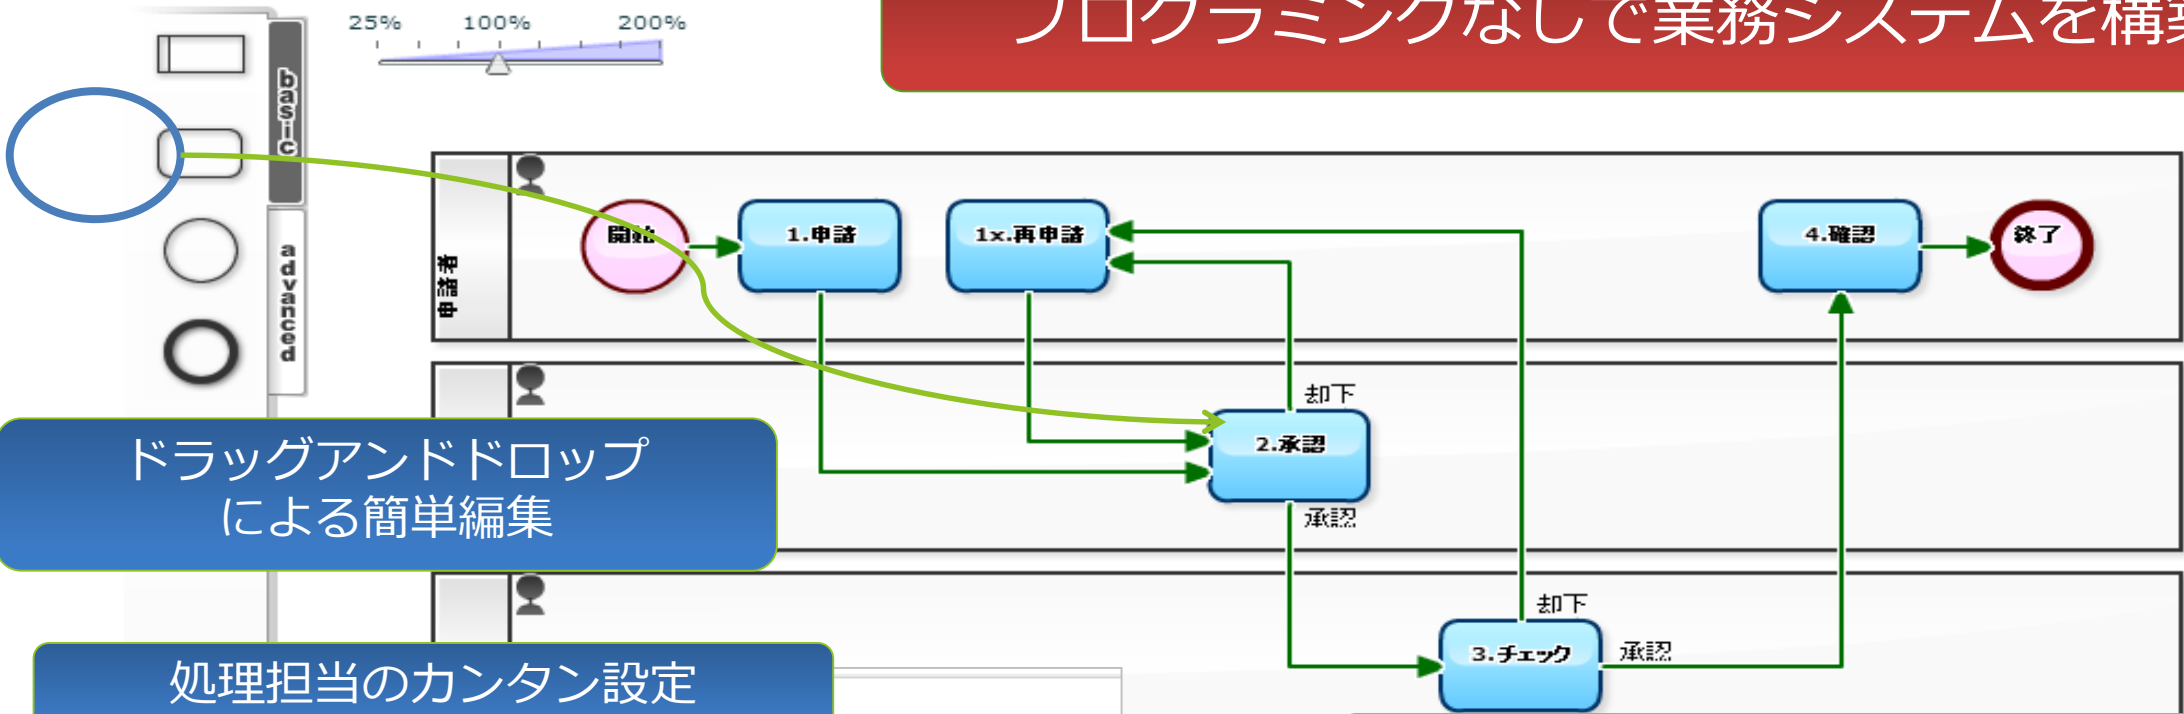 25% 100% 200%
プログラミングなしで業務システムを構築
basic
advanced
申請者
開始
1.申請
1x.再申請
4.確認
終了
却下
2.承認
承認
ドラッグアンドドロップ
による簡単編集
却下
3.チェック
承認
処理担当のカンタン設定